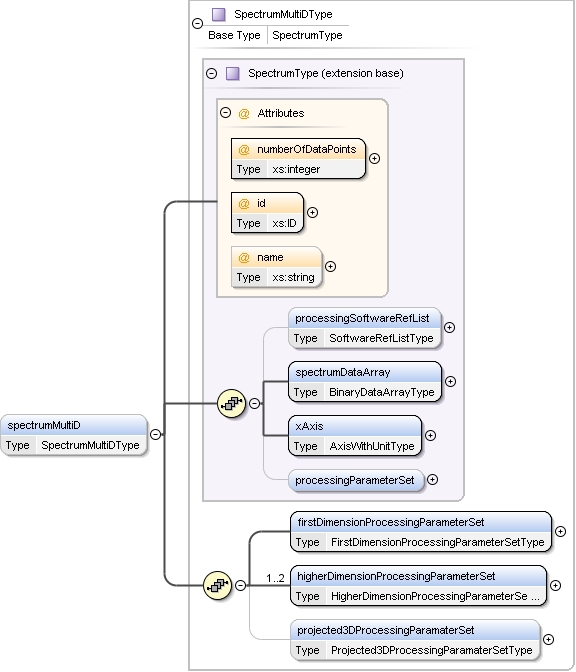 SpectrumMultiDType
Base Type SpectrumType
SpectrumType (extension base)
@ Attributes
@ numberOfDataPoints
Type xs:integer
@ id
Type xs:ID
@ name
Type xs:string
processingSoftwareRefList
Type SoftwareRefListType
spectrumDataArray
Type BinaryDataArrayType
xAxis
Type AxisWithUnitType
processingParameterSet
spectrumMultiD
Type SpectrumMultiDType
firstDimensionProcessingParameterSet
Type FirstDimensionProcessingParameterSetType
1..2
higherDimensionProcessingParameterSet
Type HigherDimensionProcessingParameterSe ...
projected3DProcessingParamaterSet
Type Projected3DProcessingParamaterSetType